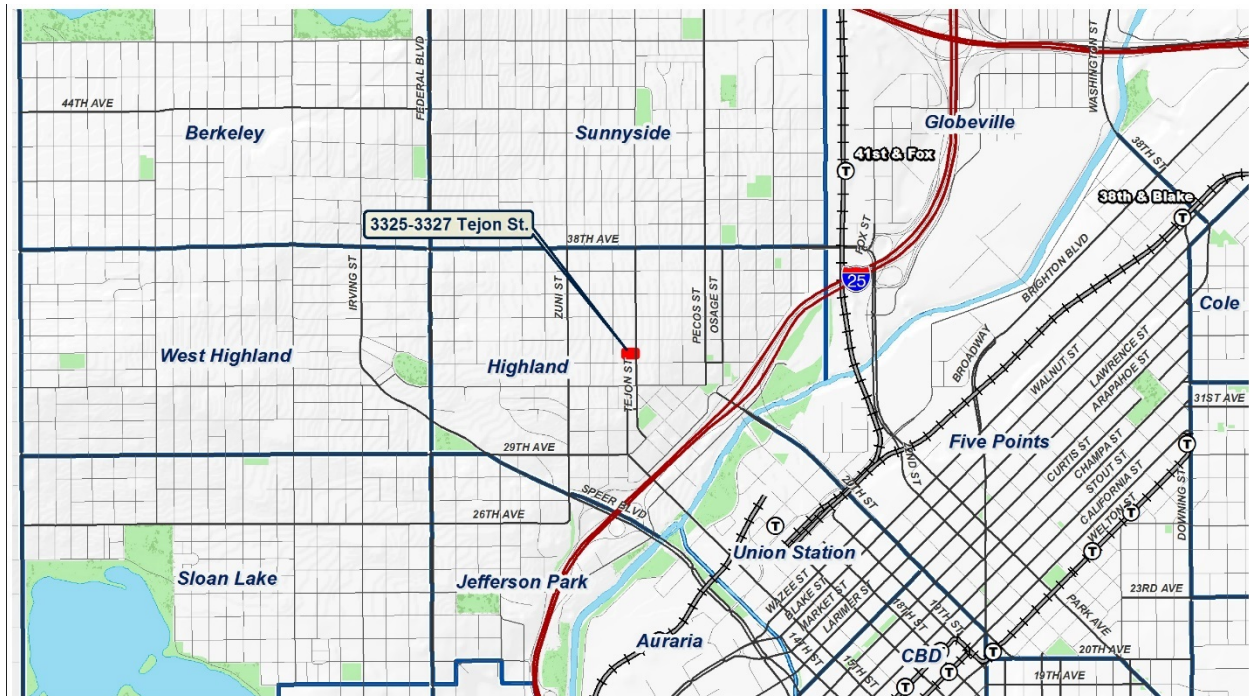 WASHINGTON ST
44TH AVE
FEDERAL BLVD
Berkeley
Sunnyside
Globeville
38TH ST
41st & Fox
T
38th & Blake
T
3325-3327 Tejon St.
38TH AVE
FOX ST
BRIGHTON BLVD
25
IRVING ST
ZUNI ST
PECOS ST
OSAGE ST
Cole
West Highland
Highland
TEJON ST
BROADWAY
WALNUT ST
LAWRENCE ST
ARAPAHOE ST
31ST AVE
29TH AVE
Five Points
CURTIS ST
CHAMPA ST
STOUT ST
CALIFORNIA ST
WELTON ST
T
DOWNING ST
SPEER BLVD
20TH ST
26TH AVE
T
T
Union Station
T
Sloan Lake
Jefferson Park
WAZEE ST
BLAKE ST
MARKET ST
LARIMER ST
18TH ST
19TH ST
PARK AVE
23RD AVE
Auraria
14TH ST
15TH ST
CBD
T
T
T
T
20TH AVE
19TH AVE